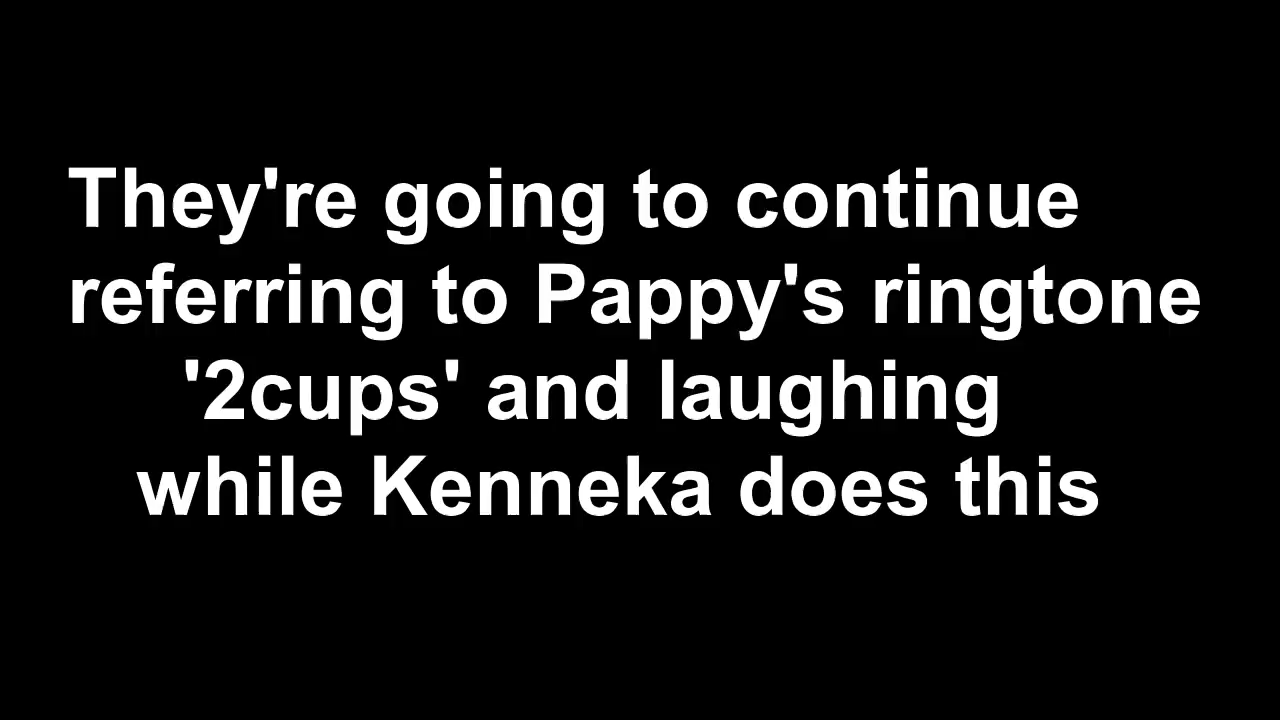 They're going to continue
referring to Pappy's ringtone
'2cups' and laughing
while Kenneka does this